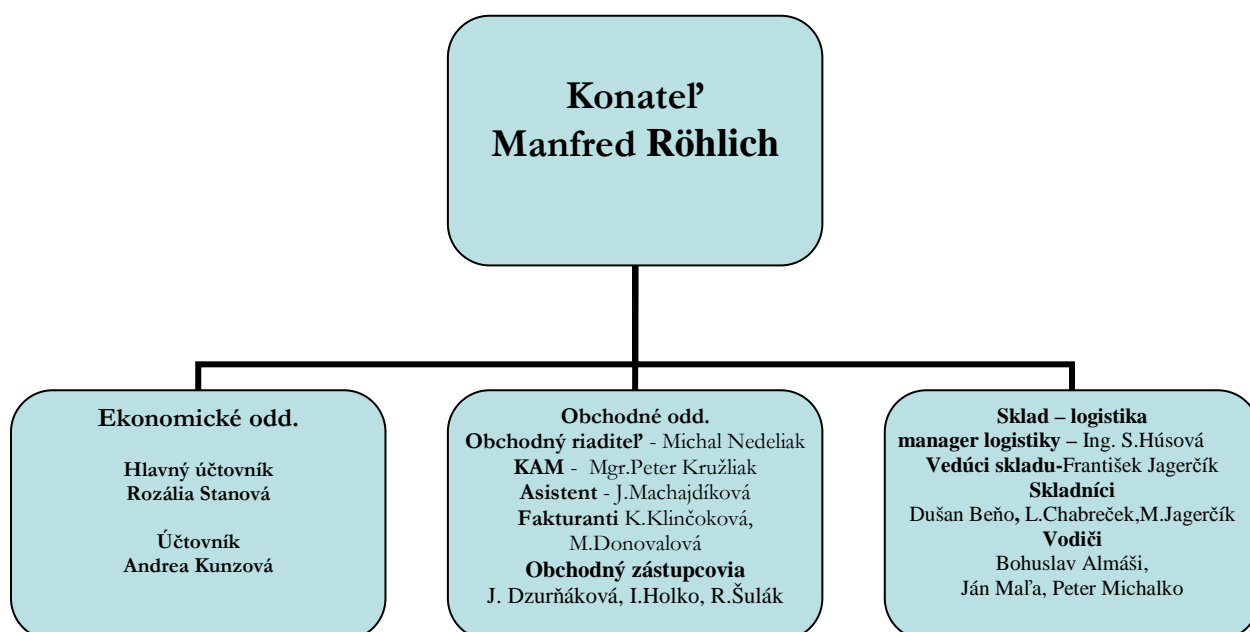 Konateľ
Manfred Röhlich
Ekonomické odd.
Hlavný účtovník
Rozália Stanová
Účtovník
Andrea Kunzová
Obchodné odd.
Obchodný riaditeľ - Michal Nedeliak
KAM - Mgr.Peter Kružliak
Asistent - J.Machajdíková
Fakturanti K.Klinčoková,
M.Donovalová
Obchodný zástupcovia
J. Dzurňáková, I.Holko, R.Šulák
Sklad – logistika
manager logistiky – Ing. S.Húsová
Vedúci skladu-František Jagerčík
Skladníci
Dušan Beňo, L.Chabreček,M.Jagerčík
Vodiči
Bohuslav Almáši,
Ján Maľa, Peter Michalko